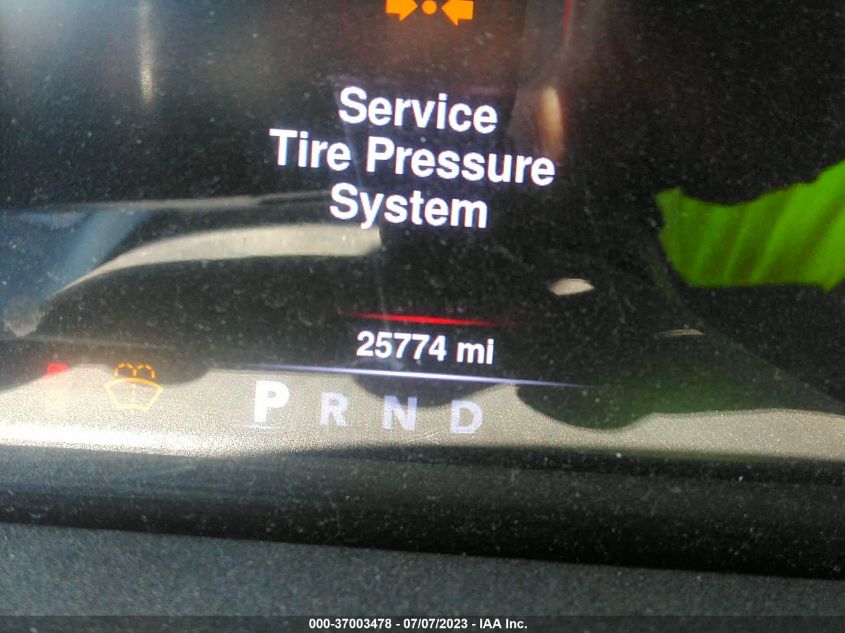 Service
Tire Pressure
System
25774 mi
P R N D
000-37003478 - 07/07/2023 - IAA Inc.